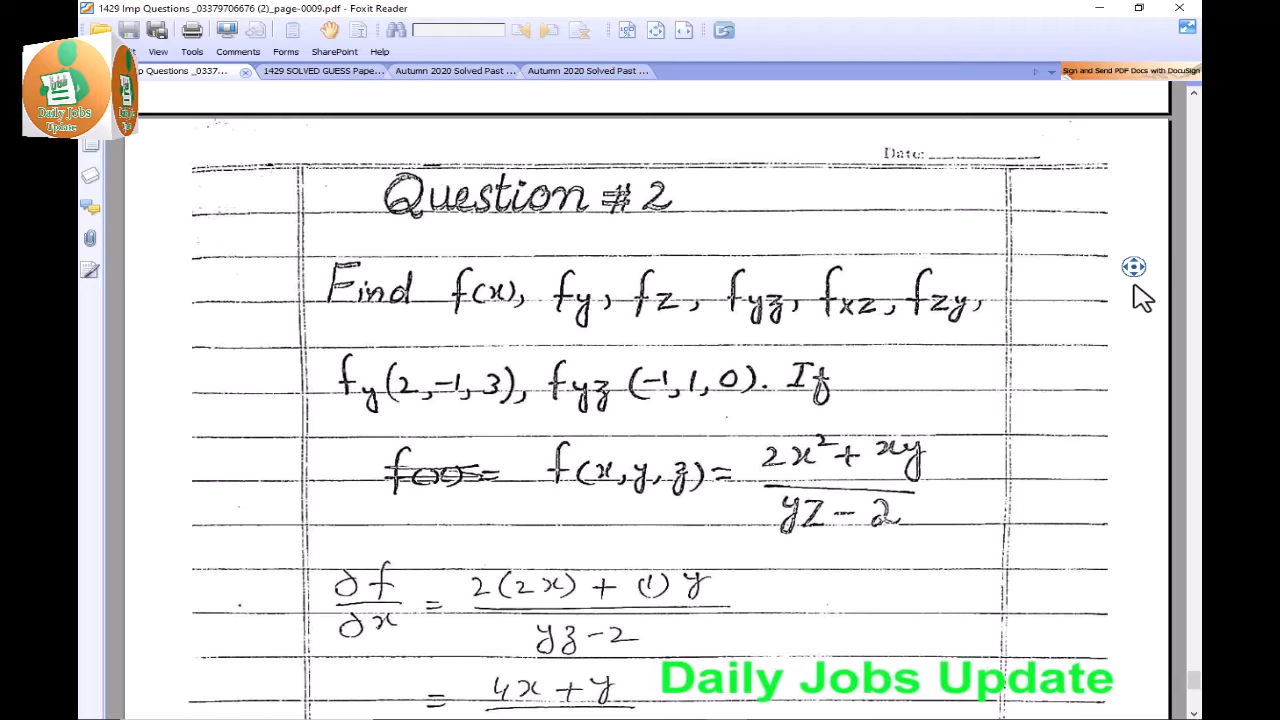 1429 Imp Questions _03379706676 (2)_page-0009.pdf - Foxit Reader
View Tools Comments Forms SharePoint Help
Imp Questions _0337... 1429 SOLVED GUESS Pape... Autumn 2020 Solved Past ... Autumn 2020 Solved Past ... Sign and Send PDF Docs with DocuSign
Daily Jobs
Update
Date:
Question # 2
Find f(x), fy, fz, fyz, fxz, fzy,
fy(2,-1,3), fyz (-1,1,0). If
f(x,y,z) = 2x² + xy
yz - 2
∂f = 2(2x) + (1) y
∂x yz - 2
= 4x + y
Daily Jobs Update